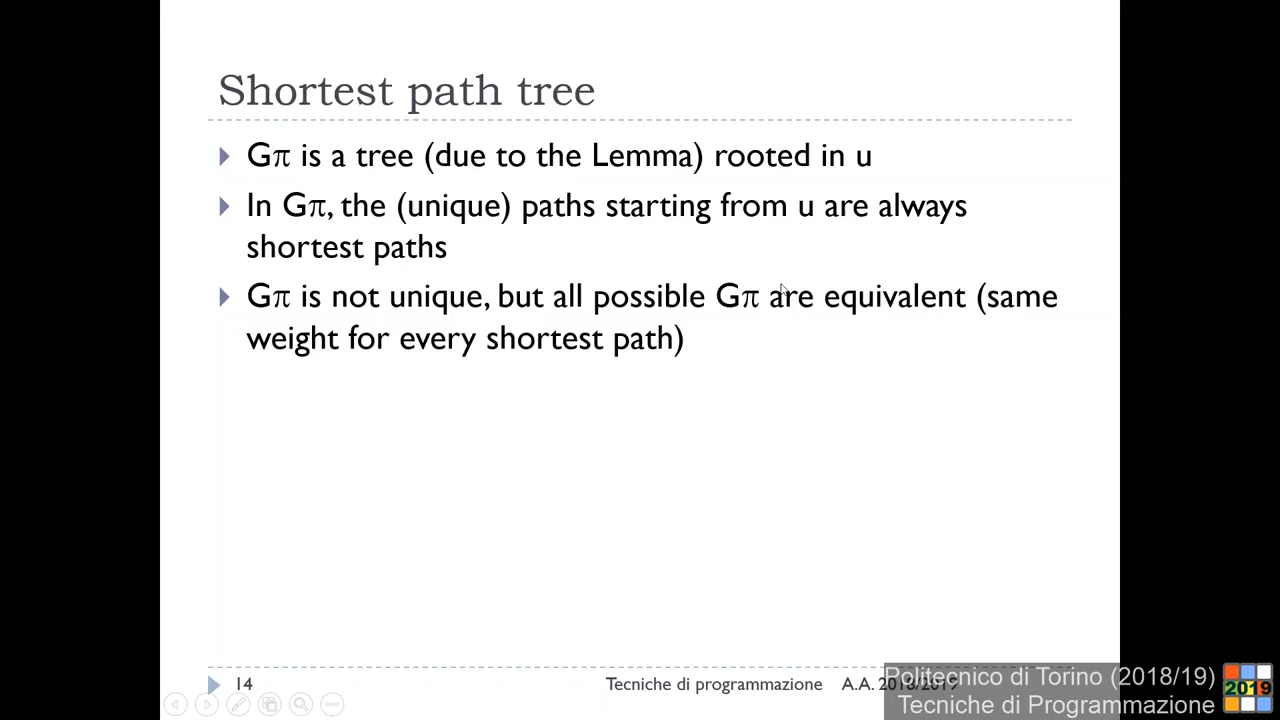 Shortest path tree
Gπ is a tree (due to the Lemma) rooted in u
In Gπ, the (unique) paths starting from u are always
shortest paths
Gπ is not unique, but all possible Gπ are equivalent (same
weight for every shortest path)
14
Tecniche di programmazione A.A. 2018/2019
Politecnico di Torino (2018/19)
Tecniche di Programmazione
2019